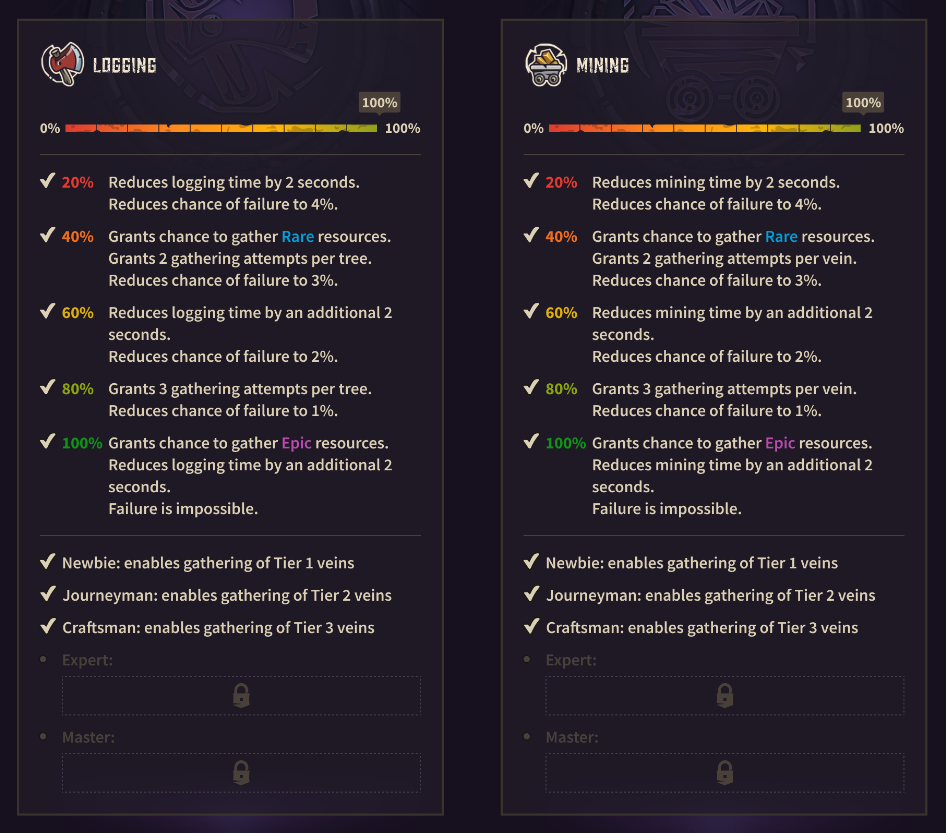 LOGGING
100%
0% 100%
20% Reduces logging time by 2 seconds.
Reduces chance of failure to 4%.
40% Grants chance to gather Rare resources.
Grants 2 gathering attempts per tree.
Reduces chance of failure to 3%.
60% Reduces logging time by an additional 2
seconds.
Reduces chance of failure to 2%.
80% Grants 3 gathering attempts per tree.
Reduces chance of failure to 1%.
100% Grants chance to gather Epic resources.
Reduces logging time by an additional 2
seconds.
Failure is impossible.
Newbie: enables gathering of Tier 1 veins
Journeyman: enables gathering of Tier 2 veins
Craftsman: enables gathering of Tier 3 veins
• Expert:
• Master:
MINING
100%
0% 100%
20% Reduces mining time by 2 seconds.
Reduces chance of failure to 4%.
40% Grants chance to gather Rare resources.
Grants 2 gathering attempts per vein.
Reduces chance of failure to 3%.
60% Reduces mining time by an additional 2
seconds.
Reduces chance of failure to 2%.
80% Grants 3 gathering attempts per vein.
Reduces chance of failure to 1%.
100% Grants chance to gather Epic resources.
Reduces mining time by an additional 2
seconds.
Failure is impossible.
Newbie: enables gathering of Tier 1 veins
Journeyman: enables gathering of Tier 2 veins
Craftsman: enables gathering of Tier 3 veins
• Expert:
• Master: